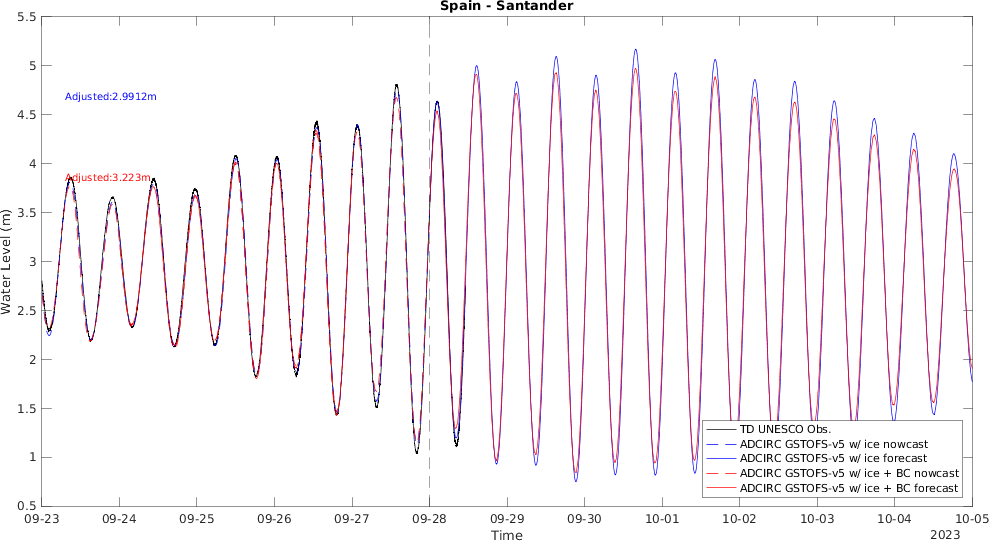 Spain - Santander
5.5
5
4.5
4
3.5
3
2.5
2
1.5
1
0.5
Water Level (m)
Adjusted:2.9912m
Adjusted:3.223m
TD UNESCO Obs.
ADCIRC GSTOFS-v5 w/ ice nowcast
ADCIRC GSTOFS-v5 w/ ice forecast
ADCIRC GSTOFS-v5 w/ ice + BC nowcast
ADCIRC GSTOFS-v5 w/ ice + BC forecast
09-23 09-24 09-25 09-26 09-27 09-28 09-29 09-30 10-01 10-02 10-03 10-04 10-05
Time
2023